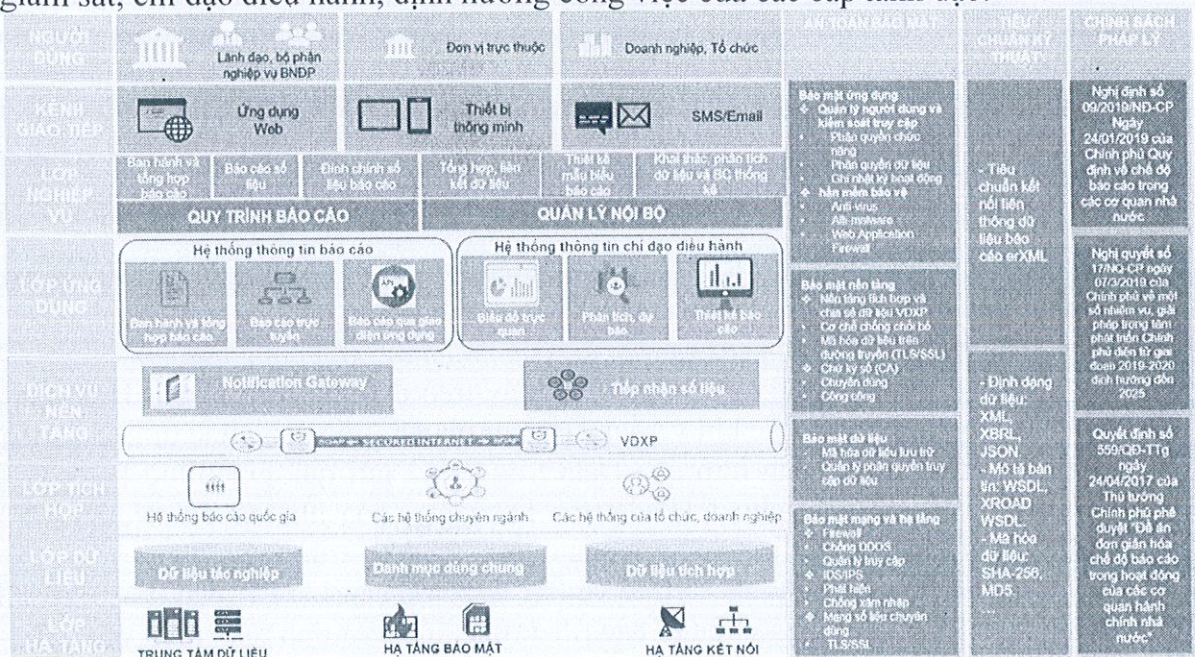 giám sát, chỉ đạo điều hành, định hướng công việc của các cấp lãnh đạo.
NGƯỜI
DÙNG
Lãnh đạo, bộ phận
nghiệp vụ BNĐP
Đơn vị trực thuộc
Doanh nghiệp, Tổ chức
AN TOÀN BẢO MẬT
TIÊU
CHUẨN KỸ
THUẬT
CHÍNH SÁCH
PHÁP LÝ
KÊNH
GIAO TIẾP
Ứng dụng
Web
Thiết bị
thông minh
SMS/Email
LỚP
NGHIỆP
VỤ
Ban hành và
tổng hợp
báo cáo
Báo cáo số
liệu
Đính chính số
liệu báo cáo
Tổng hợp, liên
kết dữ liệu
Thiết kế
mẫu biểu
báo cáo
Khai thác, phân tích
dữ liệu và BC thống
kê
QUY TRÌNH BÁO CÁO
QUẢN LÝ NỘI BỘ
LỚP ỨNG
DỤNG
Hệ thống thông tin báo cáo
Ban hành và tổng
hợp báo cáo
Báo cáo trực
tuyến
API
Báo cáo qua giao
diện ứng dụng
Hệ thống thông tin chỉ đạo điều hành
Biểu đồ trực
quan
Phân tích, dự
báo
Thiết kế báo
cáo
DỊCH VỤ
NỀN
TẢNG
Notification Gateway
Tiếp nhận số liệu
SOAP SECURED INTERNET SOAP
VDXP
LỚP TÍCH
HỢP
Hệ thống báo cáo quốc gia
Các hệ thống chuyên ngành
Các hệ thống của tổ chức, doanh nghiệp
LỚP DỮ
LIỆU
Dữ liệu tác nghiệp
Danh mục dùng chung
Dữ liệu tích hợp
LỚP
HẠ TẦNG
TRUNG TÂM DỮ LIỆU
HẠ TẦNG BẢO MẬT
HẠ TẦNG KẾT NỐI
Bảo mật ứng dụng
❖ Quản lý người dùng và
kiểm soát truy cập
• Phân quyền chức
năng
• Phân quyền dữ liệu
• Ghi nhật ký hoạt động
❖ hần mềm bảo vệ
• Anti virus
• Ati-malware
• Web Application
Firewall
Bảo mật nền tảng
❖ Nền tảng tích hợp và
chia sẻ dữ liệu VDXP
• Cơ chế chống chối bỏ
• Mã hóa dữ liệu trên
đường truyền (TLS/SSL)
❖ Chữ ký số (CA)
• Chuyên dùng
• Công cộng
Bảo mật dữ liệu
• Mã hóa dữ liệu lưu trữ
• Quản lý phân quyền truy
cập dữ liệu
Bảo mật mạng và hạ tầng
❖ Firewall
• Chống DDOS
• Quản lý truy cập
❖ IDS/IPS
• Phát hiện
• Chống xâm nhập
❖ Mạng số liệu chuyên
dùng
• TLS/SSL
- Tiêu
chuẩn kết
nối liên
thông dữ
liệu báo
cáo erXML
- Định dạng
dữ liệu:
XML,
XBRL,
JSON.
- Mô tả bản
tin: WSDL,
XROAD
WSDL.
- Mã hóa
dữ liệu:
SHA-256,
MD5.
...
Nghị định số
09/2019/NĐ-CP
Ngày
24/01/2019 của
Chính phủ Quy
định về chế độ
báo cáo trong
các cơ quan nhà
nước
Nghị quyết số
17/NQ-CP ngày
07/3/2019 của
Chính phủ về một
số nhiệm vụ, giải
pháp trọng tâm
phát triển Chính
phủ điện tử giai
đoạn 2019-2020
định hướng đến
2025
Quyết định số
559/QĐ-TTg
ngày
24/04/2017 của
Thủ tướng
Chính phủ phê
duyệt "Đề án
đơn giản hóa
chế độ báo cáo
trong hoạt động
của các cơ
quan hành
chính nhà
nước"